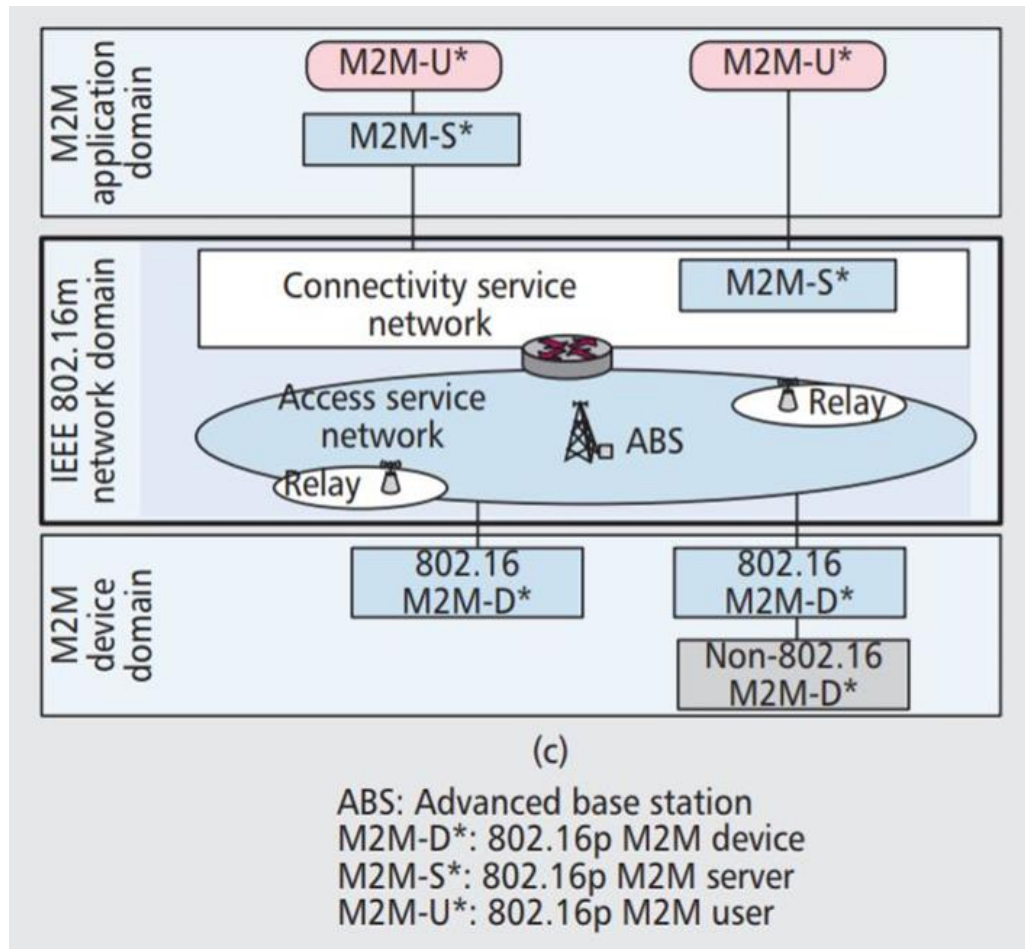 M2M
application
domain
M2M-U*
M2M-S*
M2M-U*
IEEE 802.16m
network domain
Connectivity service
network
M2M-S*
Access service
network
ABS
Relay
Relay
M2M
device
domain
802.16
M2M-D*
802.16
M2M-D*
Non-802.16
M2M-D*
(c)
ABS: Advanced base station
M2M-D*: 802.16p M2M device
M2M-S*: 802.16p M2M server
M2M-U*: 802.16p M2M user